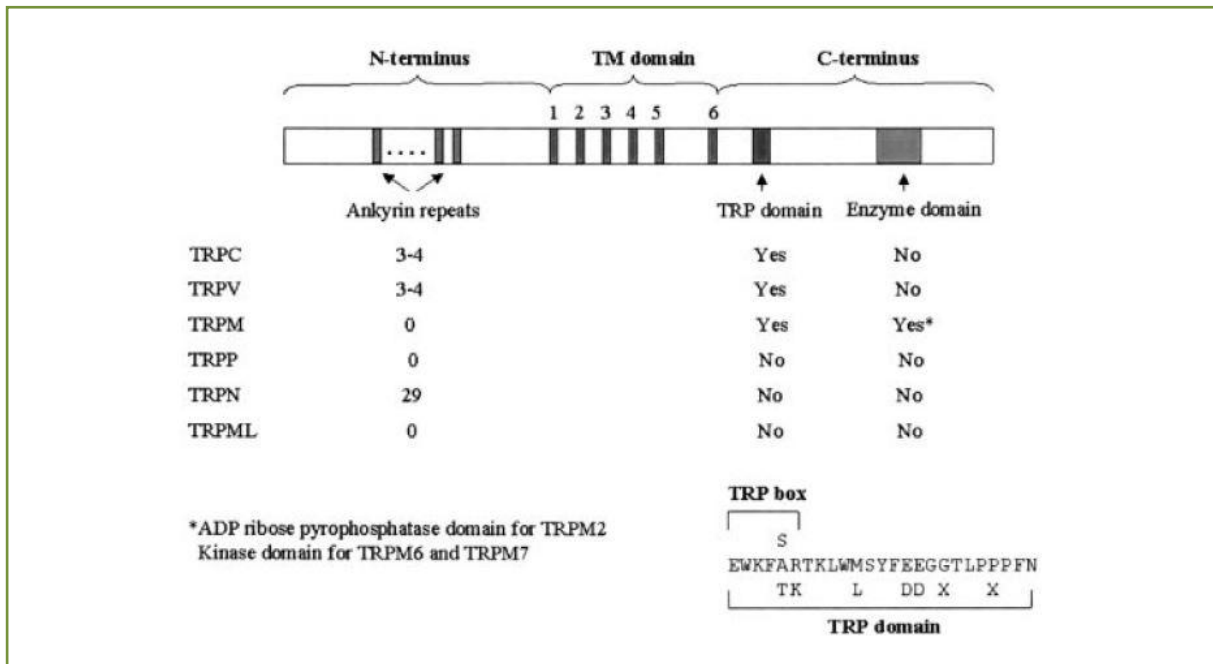 N-terminus TM domain C-terminus
1 2 3 4 5 6
....
Ankyrin repeats TRP domain Enzyme domain
TRPC 3-4 Yes No
TRPV 3-4 Yes No
TRPM 0 Yes Yes*
TRPP 0 No No
TRPN 29 No No
TRPML 0 No No
TRP box
*ADP ribose pyrophosphatase domain for TRPM2
Kinase domain for TRPM6 and TRPM7
S
EWKFARTKLWMSYFEEGGTLPPPFN
TK L DD X X
TRP domain